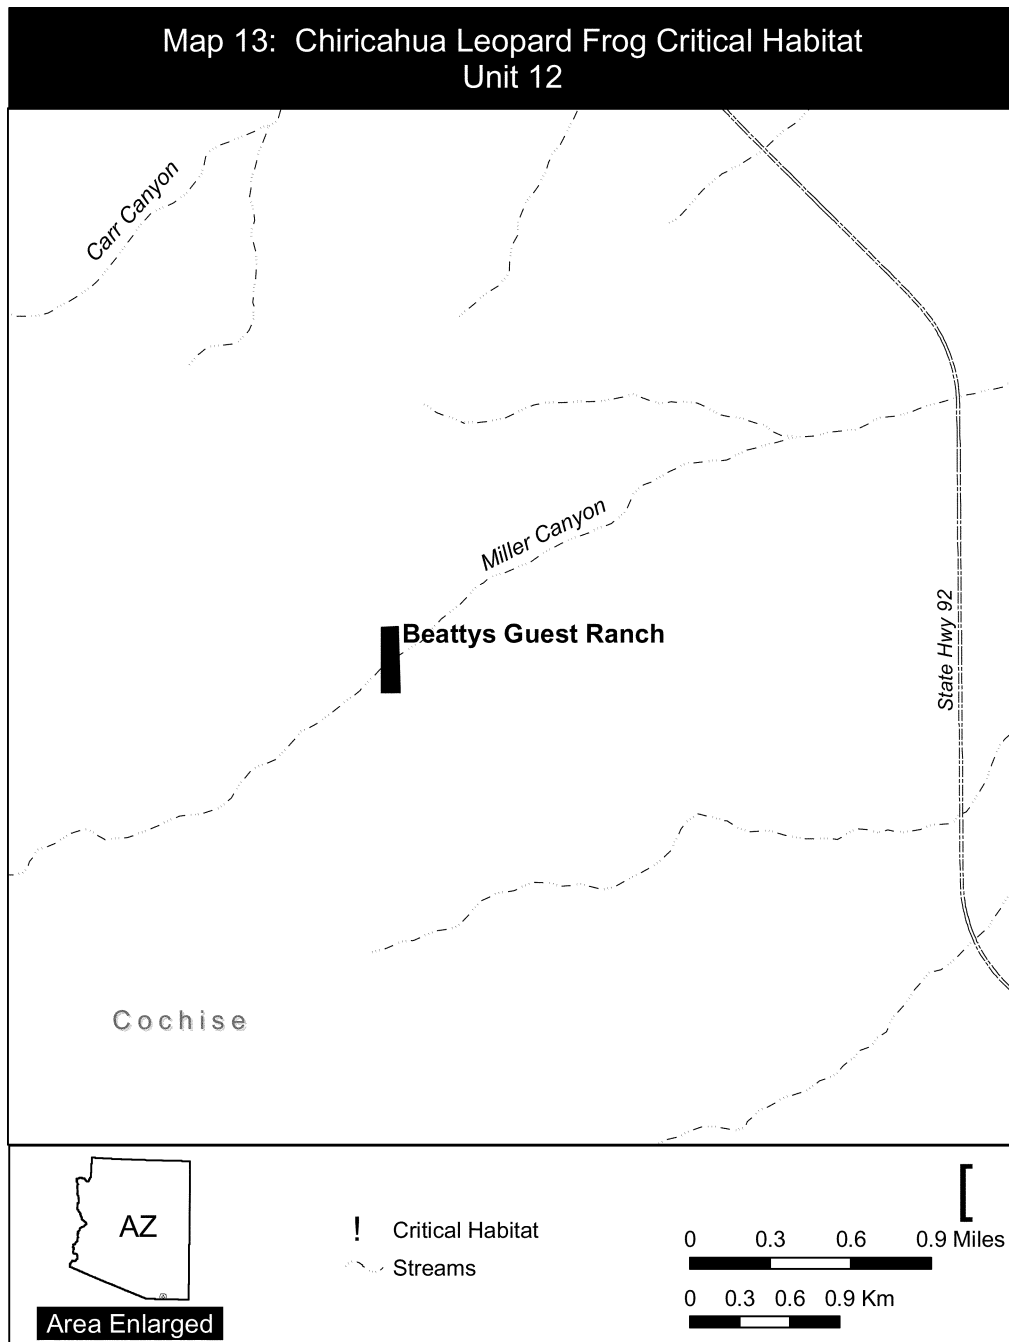 Map 13: Chiricahua Leopard Frog Critical Habitat
Unit 12
Carr Canyon
Miller Canyon
Beattys Guest Ranch
State Hwy 92
Cochise
AZ
Area Enlarged
! Critical Habitat
Streams
[
0 0.3 0.6 0.9 Miles
0 0.3 0.6 0.9 Km